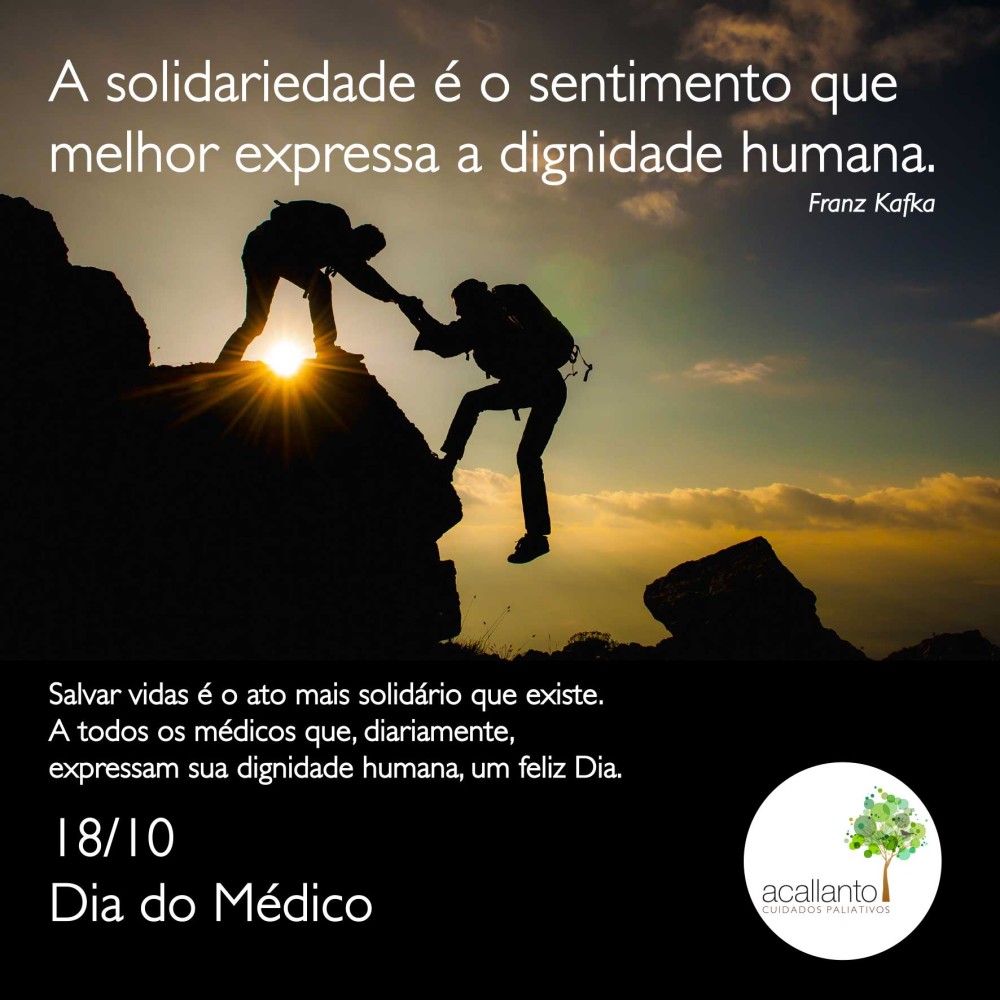 A solidariedade é o sentimento que
melhor expressa a dignidade humana.
Franz Kafka
Salvar vidas é o ato mais solidário que existe.
A todos os médicos que, diariamente,
expressam sua dignidade humana, um feliz Dia.
18/10
Dia do Médico
acallanto
CUIDADOS PALIATIVOS